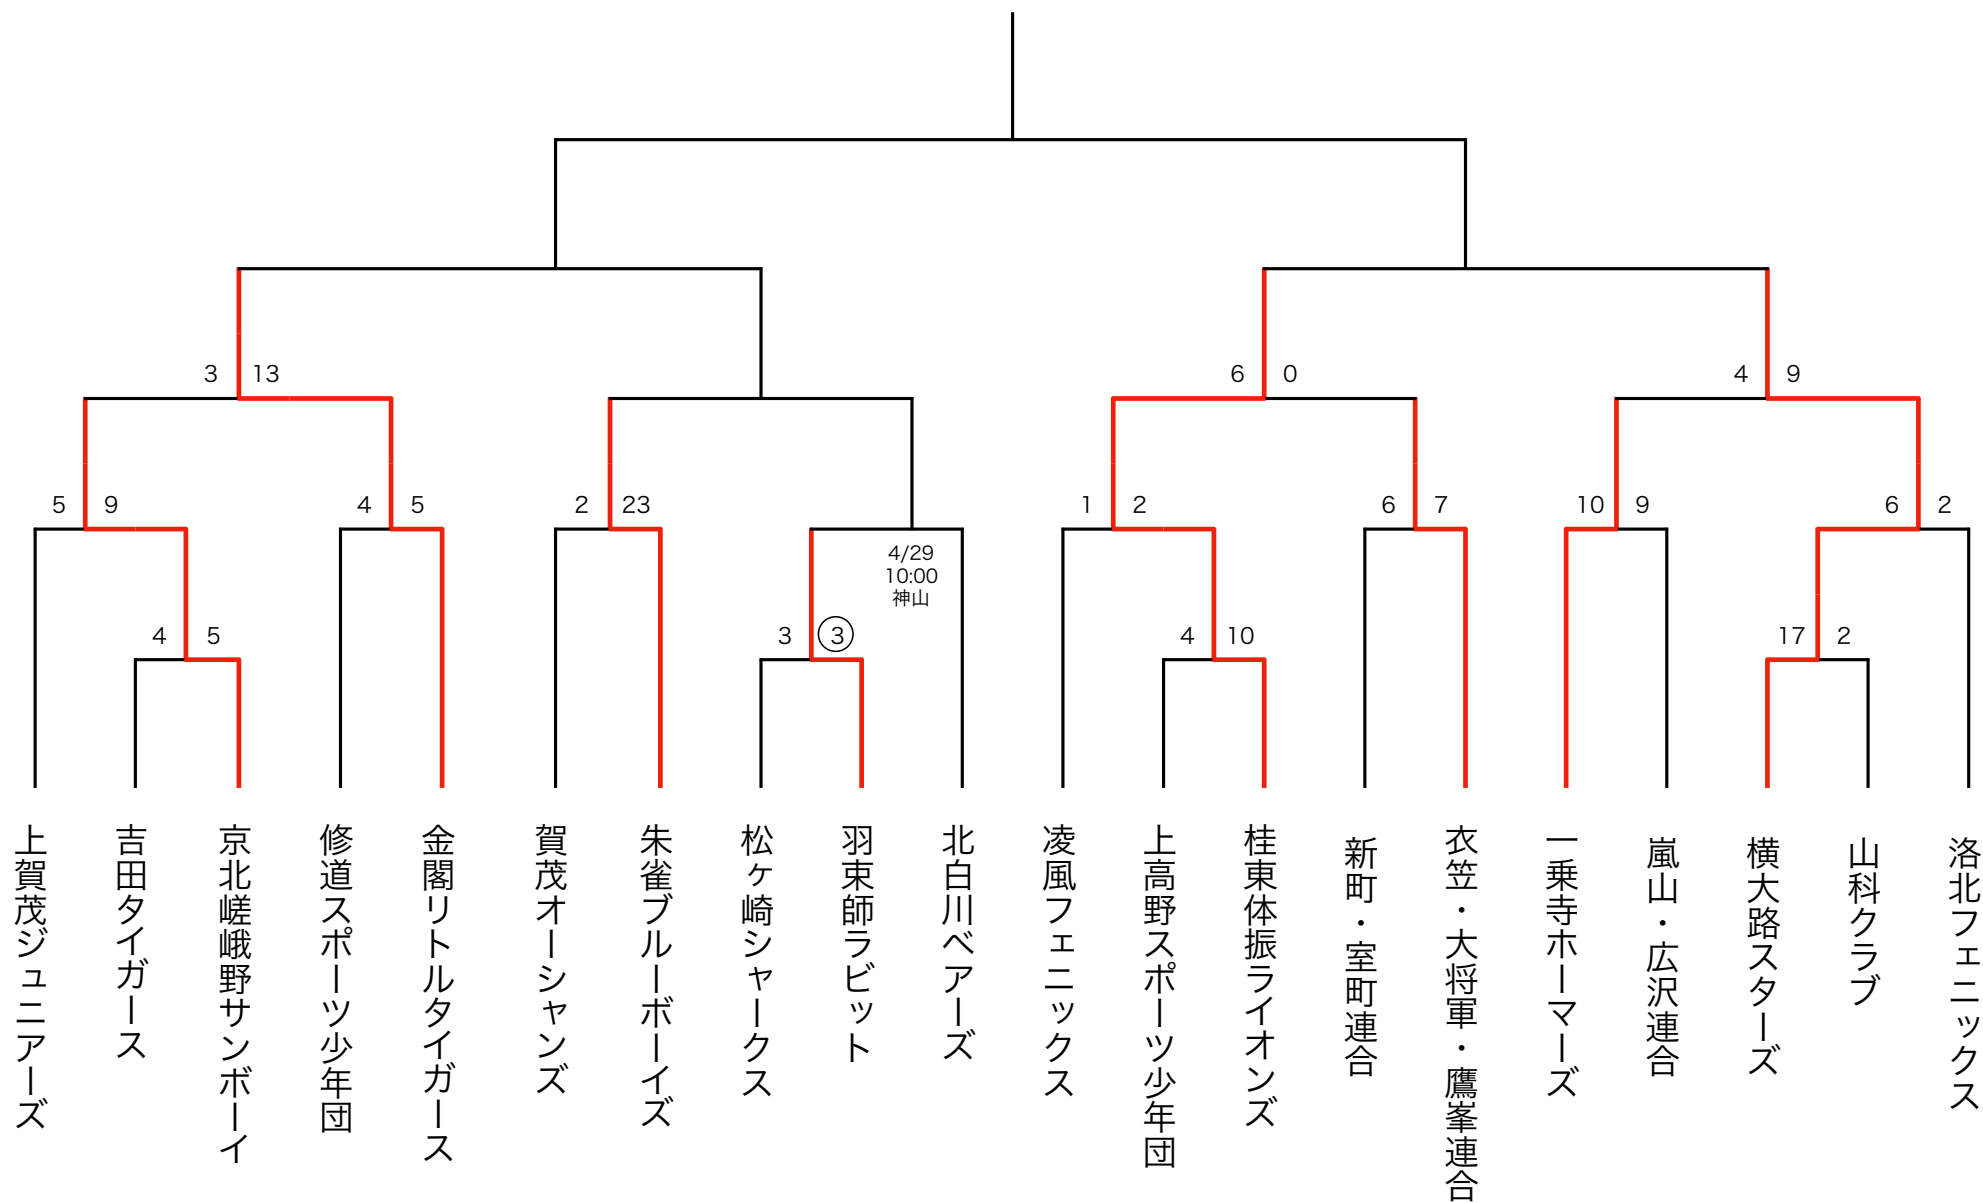 3 13
6 0
4 9
5 9
4 5
2 23
1 2
6 7
10 9
6 2
4/29
10:00
神山
4 5
3 ③
4 10
17 2
上賀茂ジュニアーズ
吉田タイガース
京北嵯峨野サンボーイ
修道スポーツ少年団
金閣リトルタイガース
賀茂オーシャンズ
朱雀ブルーボーイズ
松ヶ崎シャークス
羽束師ラビット
北白川ベアーズ
凌風フェニックス
上高野スポーツ少年団
桂東体振ライオンズ
新町・室町連合
衣笠・大将軍・鷹峯連合
一乗寺ホーマーズ
嵐山・広沢連合
横大路スターズ
山科クラブ
洛北フェニックス